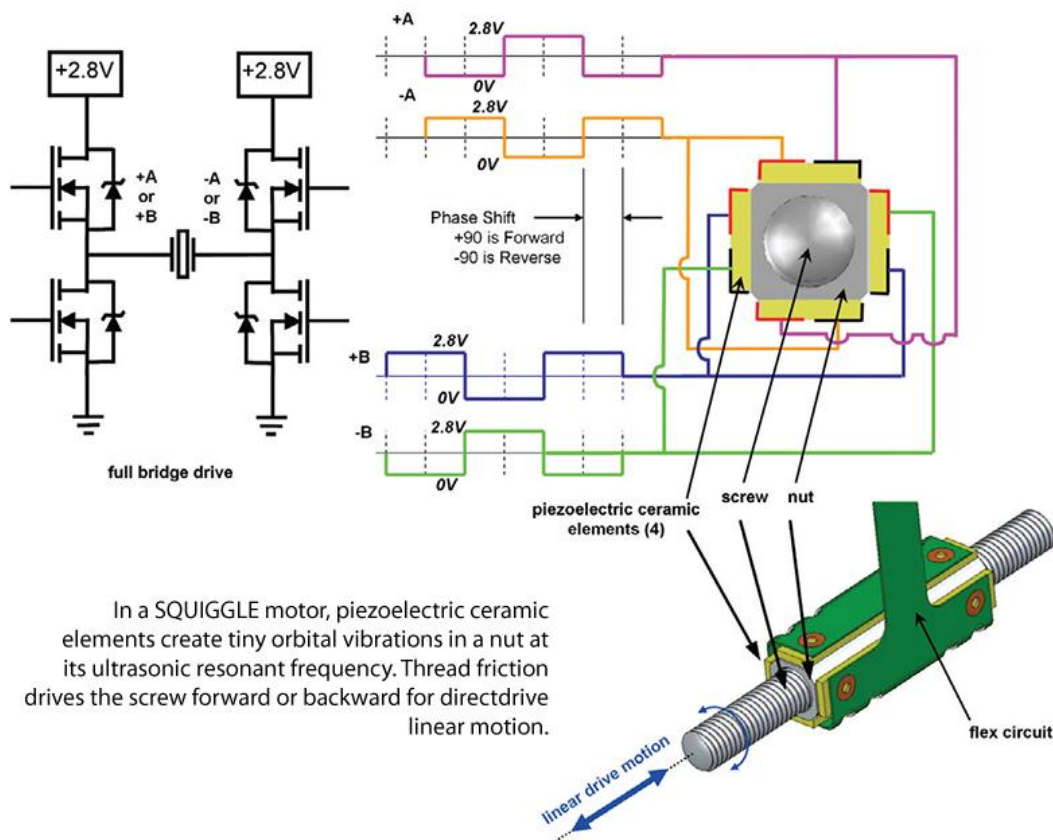 +2.8V
+2.8V
+A
or
+B
-A
or
-B
full bridge drive
+A
2.8V
0V
-A
2.8V
0V
Phase Shift
+90 is Forward
-90 is Reverse
+B
2.8V
0V
-B
2.8V
0V
piezoelectric ceramic
elements (4)
screw
nut
In a SQUIGGLE motor, piezoelectric ceramic
elements create tiny orbital vibrations in a nut at
its ultrasonic resonant frequency. Thread friction
drives the screw forward or backward for directdrive
linear motion.
flex circuit
linear drive motion